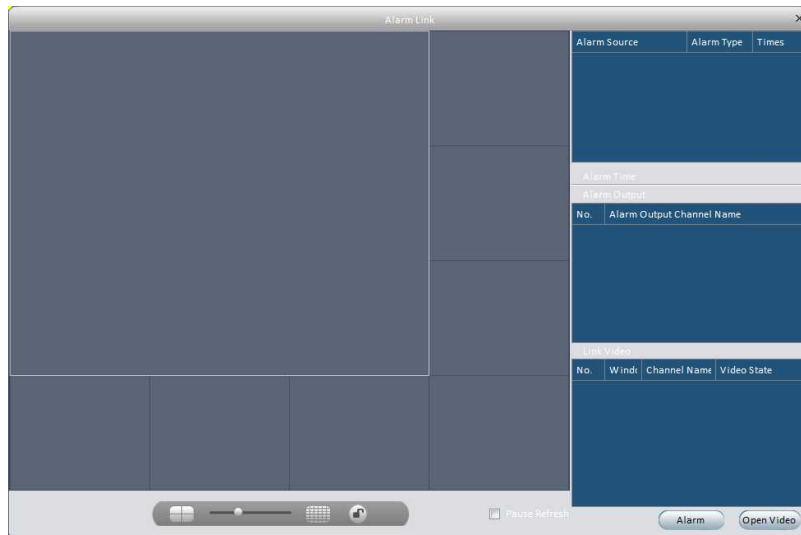 Alarm Link
Alarm Source Alarm Type Times
Alarm Time
Alarm Output
No. Alarm Output Channel Name
Link Video
No. Channel Name Video State
Pause Refresh
Alarm Open Video